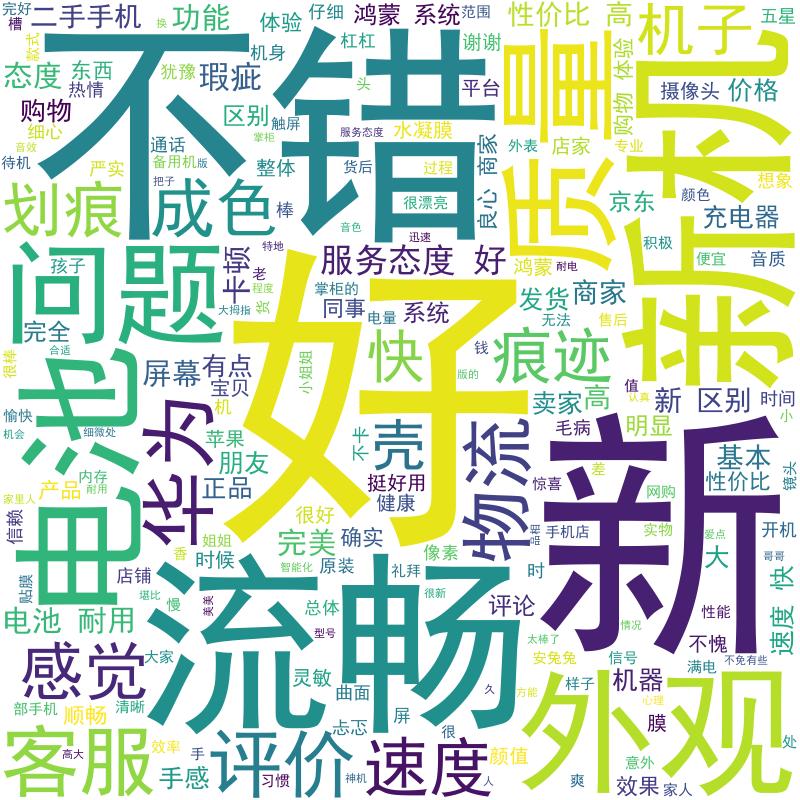 完好
槽
二手手机
功能
换
体验
仔细
鸿蒙 系统
范围
性价比 高
机子
五星
款式
态度
东西
热情
犹豫
瑕疵
机身
杠杠
谢谢
头
平台
购物
体验
摄像头
价格
购物
细心
音效
区别
触屏
掌柜
服务态度
水凝膜
商家
外表
店家
专业
想象
不错
质量
新机
待机
严实
通话
备用机
版
把子
整体
货后
过程
划痕
成色
棒
很漂亮
良心
京东
颜色
充电器
音色
迅速
积极
便宜
音质
问题
孩子
卡顿
特地
老
程度
货
大拇指
服务态度 好
掌柜的
同事
电量
系统
鸿蒙
耐电
发货
商家
无法
售后
完全
很棒
合适
好
快
痕迹
钱
版的
小姐姐
屏幕
有点
宝贝
卖家
高
值
认真
新 区别
时间
小
愉快
机会
细微处
电池
华为
机
苹果
朋友
不卡
壳
物流
毛病
明显
基本
性价比
镜头
内存
耐用
产品
正品
挺好用
健康
惊喜
差
网购
家里人
信赖
很好
新
姐姐
香
时候
完美
确实
像素
品相
手机店
实物
爱点
大
哥哥
开机
速度 快
贴膜
店铺
堪比
慢
美美
智能化
原装
礼拜
很新
时
评论
性能
情况
不愧
电池 耐用
流畅
总体
型号
太棒了
安兔兔
信号
满电
不免有些
感觉
大家
灵敏
曲面
久
方能
样子
机器
心理
外观
部手机
清晰
顺畅
忐忑
屏
很
膜
处
客服
高大
效率
手
手感
评价
习惯
神机
速度
颜值
人
爽
意外
效果
家人